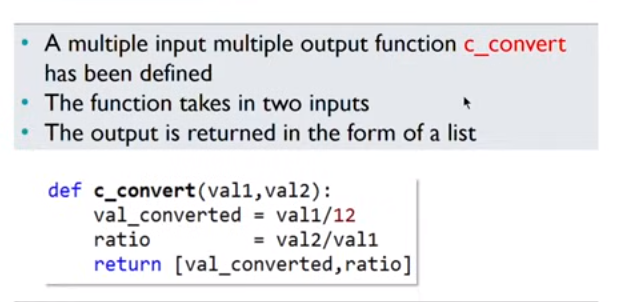 • A multiple input multiple output function c_convert
has been defined
• The function takes in two inputs
• The output is returned in the form of a list
def c_convert(val1,val2):
    val_converted = val1/12
    ratio         = val2/val1
    return [val_converted,ratio]